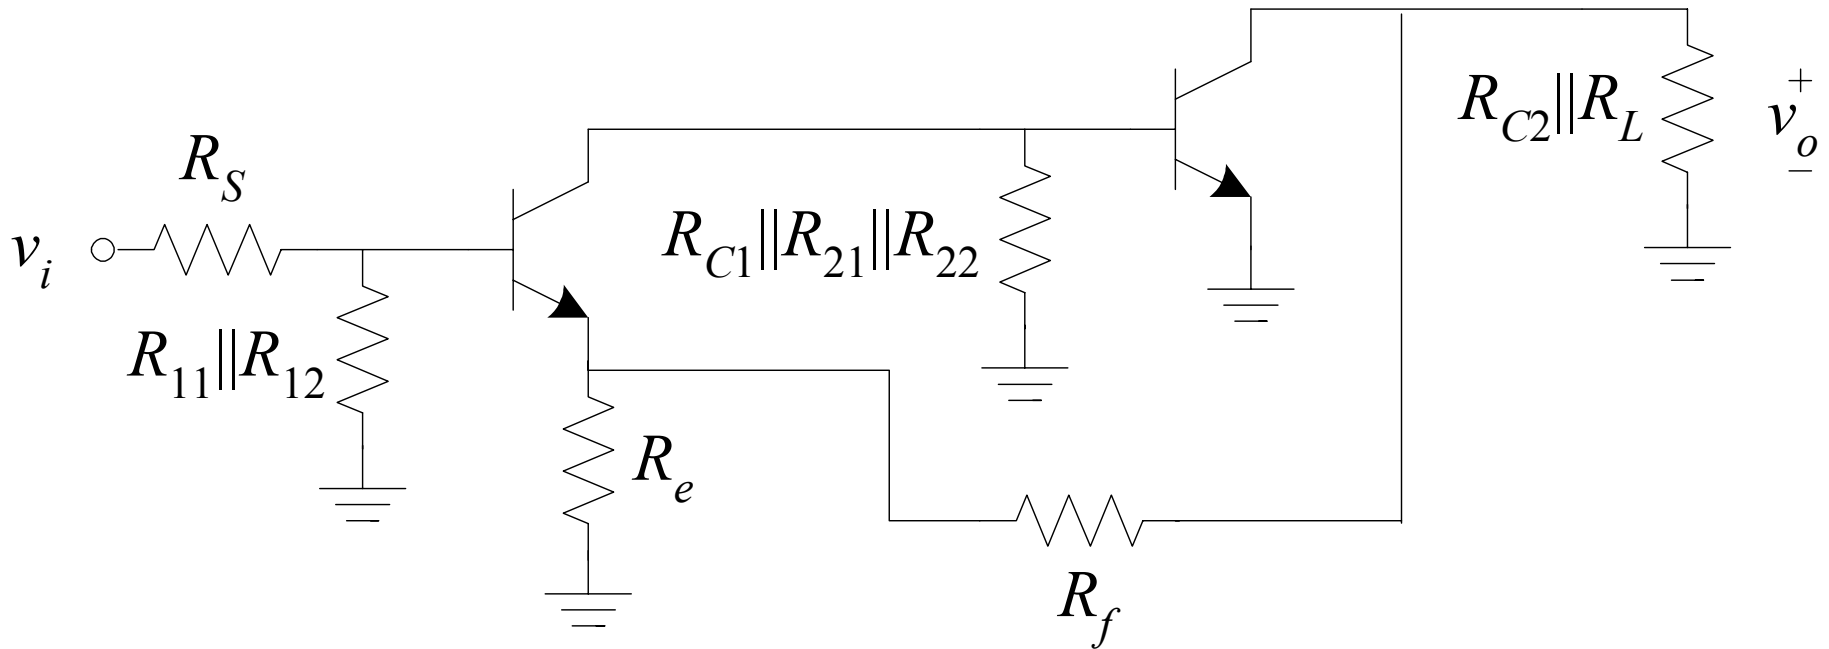 v_i
R_S
R_11||R_12
R_e
R_C1||R_21||R_22
R_f
R_C2||R_L
+
v_o
−